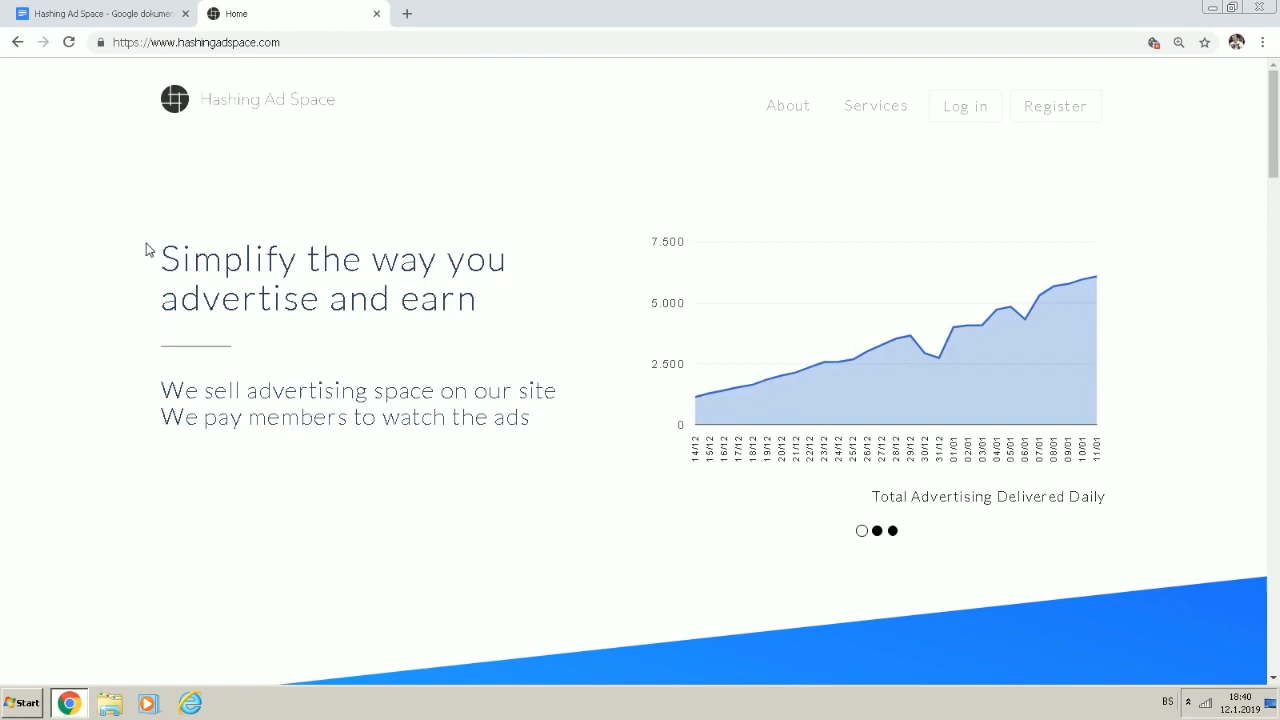 Hashing Ad Space - Google dokumen
Home
https://www.hashingadspace.com
Hashing Ad Space
About
Services
Log in
Register
Simplify the way you
advertise and earn
We sell advertising space on our site
We pay members to watch the ads
7.500
5.000
2.500
0
14/12
15/12
16/12
17/12
18/12
19/12
20/12
21/12
22/12
23/12
24/12
25/12
26/12
27/12
28/12
29/12
30/12
31/12
01/01
02/01
03/01
04/01
05/01
06/01
07/01
08/01
09/01
10/01
11/01
Total Advertising Delivered Daily
Start
BS
18:40
12.1.2019